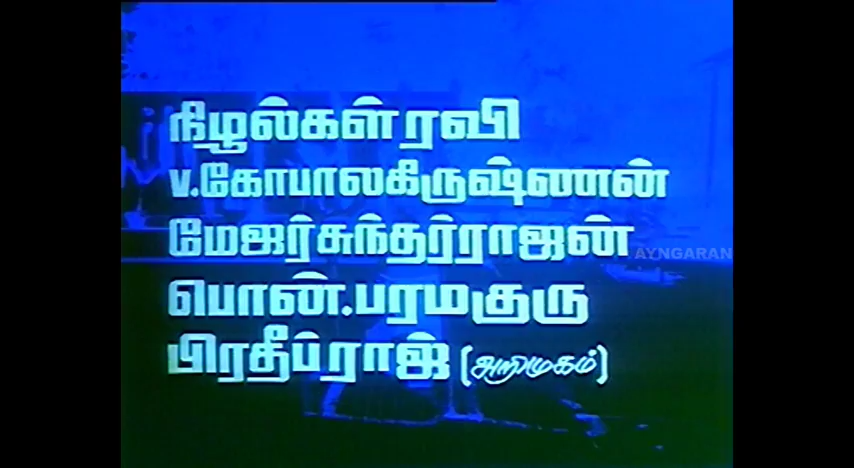 நிழல்கள் ரவி
v.கோபாலகிருஷ்ணன்
மேஜர்சுந்தர்ராஜன்
AYNGARAN
பொன்.பரமகுரு
பிரதீப்ராஜ் (அறிமுகம்)